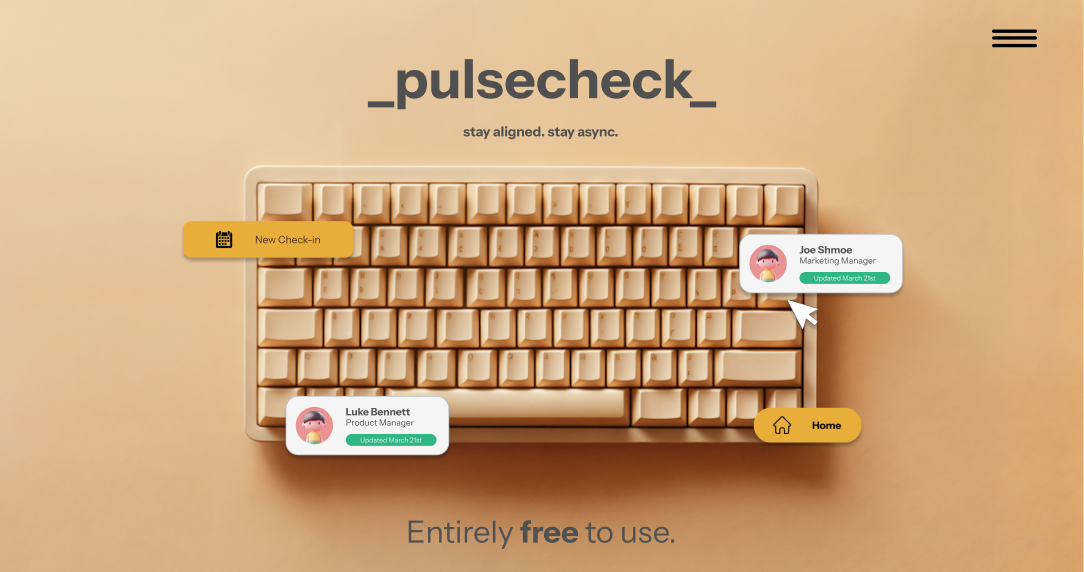 _pulsecheck_
stay aligned. stay async.
New Check-in
Joe Shmoe
Marketing Manager
Updated March 21st
Luke Bennett
Product Manager
Updated March 21st
Home
Entirely free to use.